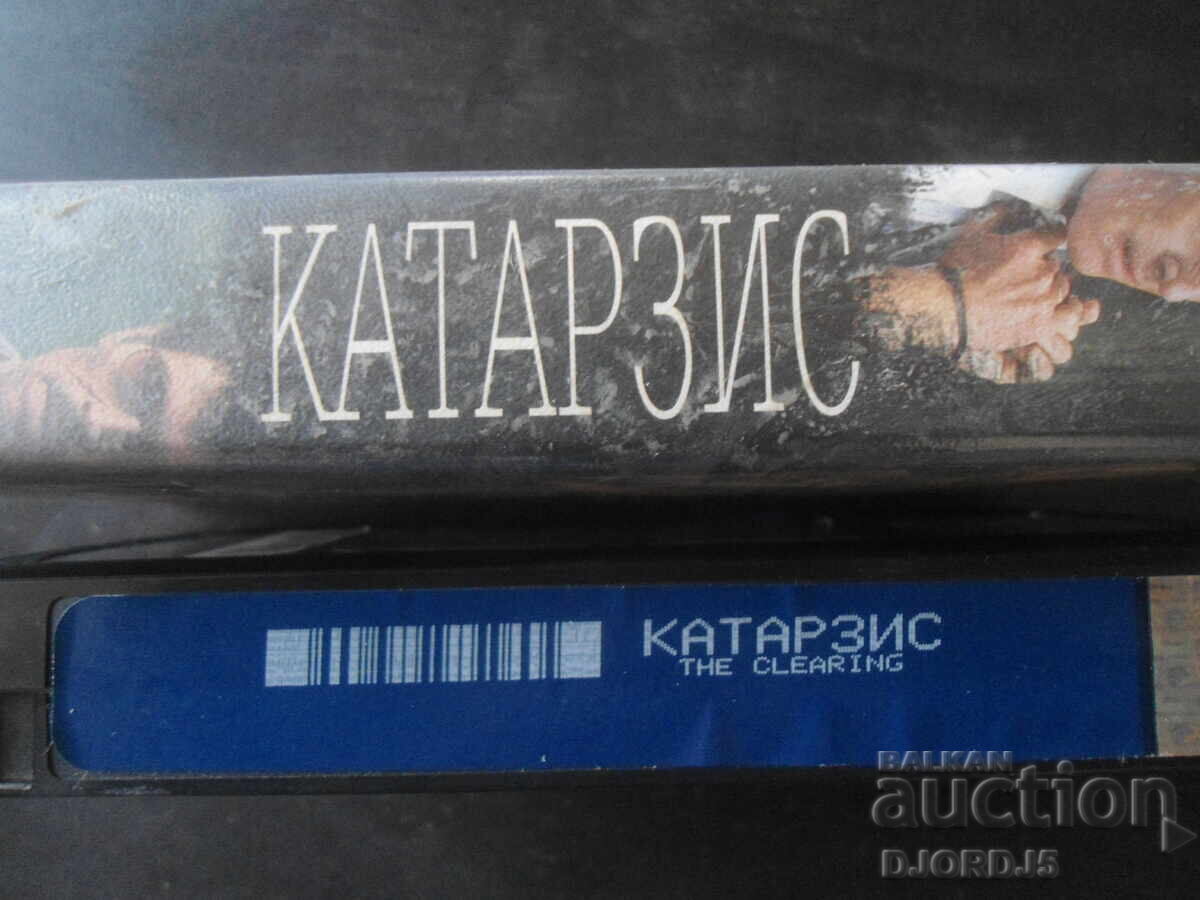 КАТАРЗИС
КАТАРЗИС
THE CLEARING
BALKAN
auction
DJORDJ5